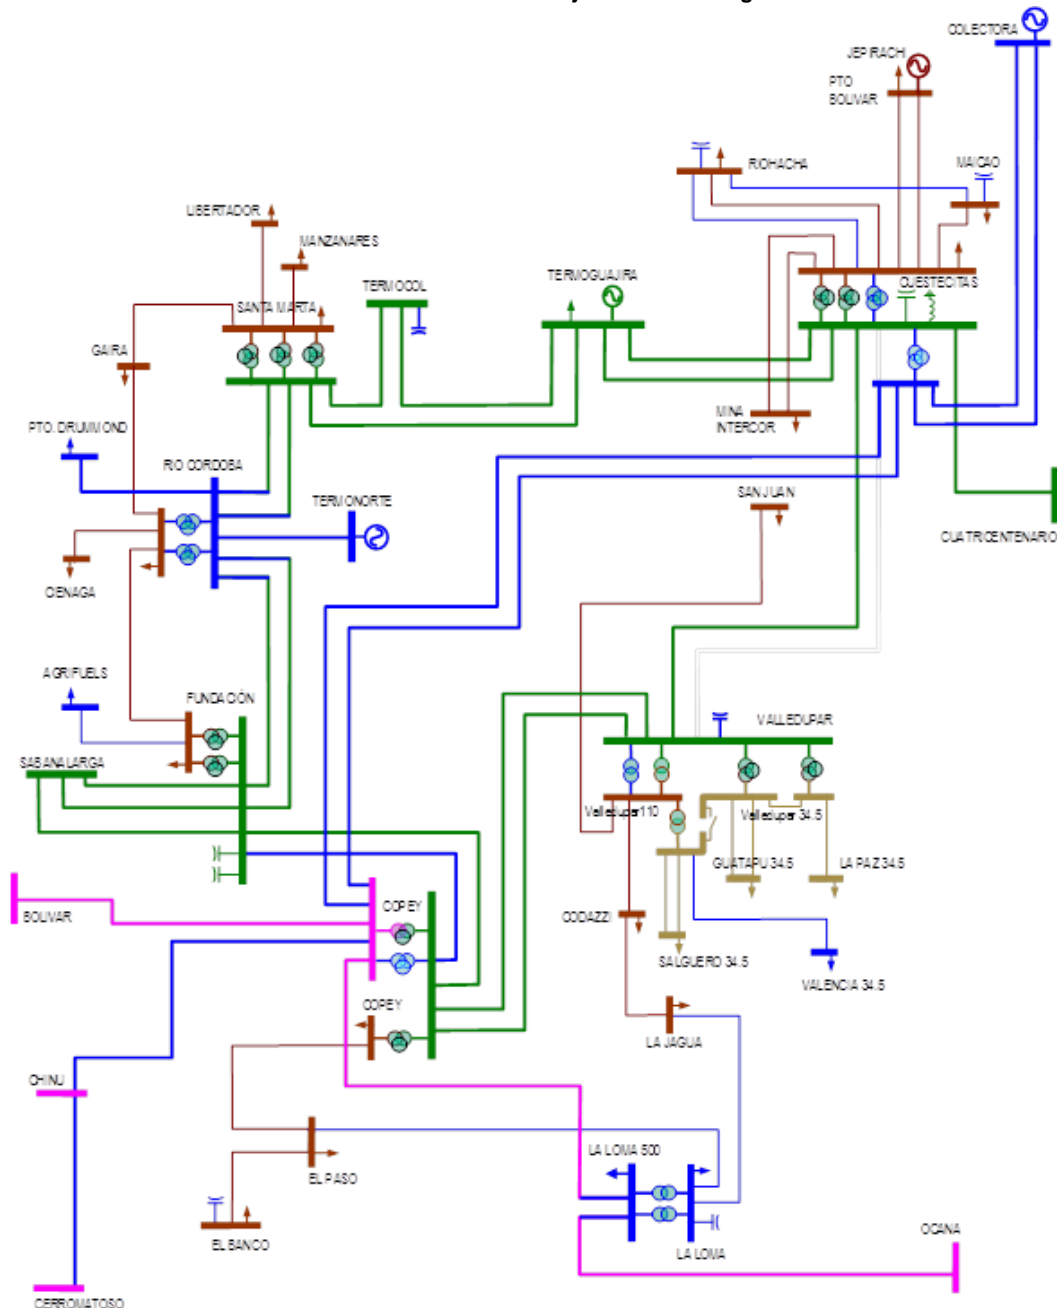 COLECTORA
JEPIRACHI
PTO
BOLIVAR
RIOHACHA
MAICAO
LIBERTADOR
MANZANARES
TERMOCOL
TERMOGUAJIRA
CUESTECITAS
SANTA MARTA
GAIRA
MINA
INTERCOR
PTO. DRUMMOND
RIO CORDOBA
TERMONORTE
SAN JUAN
CUATRICENTENARIO
CIENAGA
AGRIFUELS
FUNDACIÓN
VALLEDUPAR
SABANALARGA
Valledupar110
Valledupar 34.5
GUATAPU 34.5
LA PAZ 34.5
COPEY
BOLIVAR
CODAZZI
SALGUERO 34.5
VALENCIA 34.5
COPEY
LA JAGUA
CHINU
LA LOMA 500
EL PASO
OCANA
EL BANCO
LA LOMA
CERROMATOSO